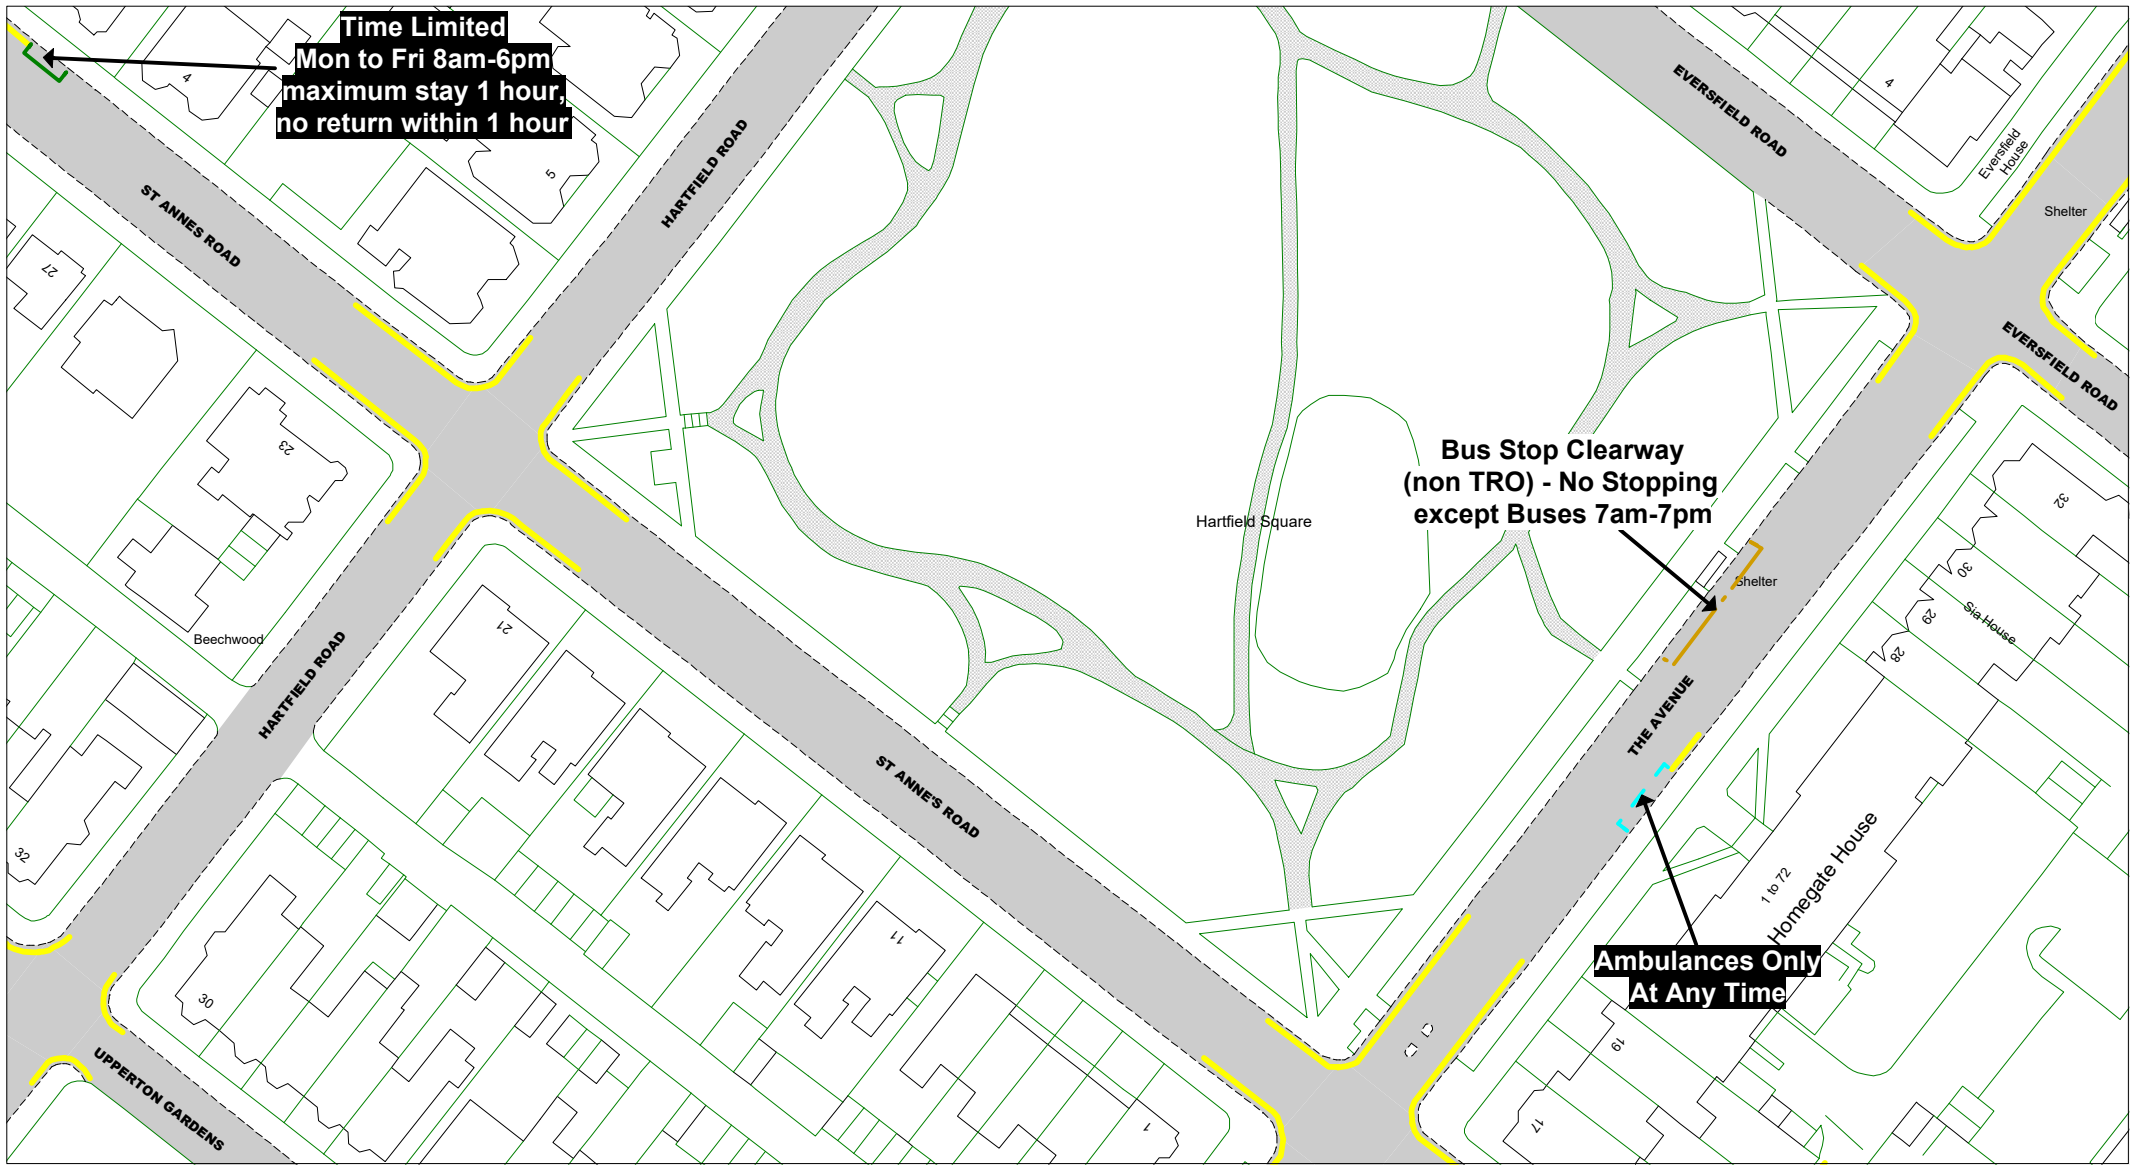 Time Limited
Mon to Fri 8am-6pm
maximum stay 1 hour,
no return within 1 hour
4
5
ST ANNES ROAD
HARTFIELD ROAD
EVERSFIELD ROAD
4
Eversfield
House
Shelter
EVERSFIELD ROAD
27
23
Beechwood
HARTFIELD ROAD
21
Hartfield Square
Bus Stop Clearway
(non TRO) - No Stopping
except Buses 7am-7pm
Shelter
32
30
29
Sia House
28
THE AVENUE
ST ANNE'S ROAD
32
30
11
1 to 72
Homegate House
Ambulances Only
At Any Time
19
17
1
UPPERTON GARDENS